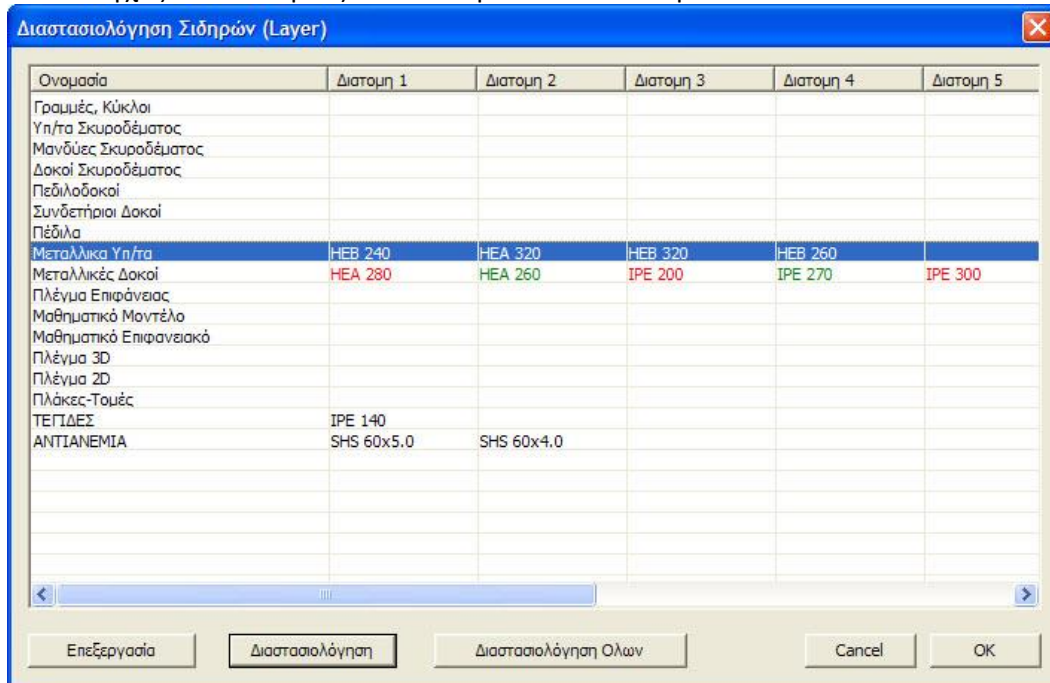 Διαστασιολόγηση Σιδηρών (Layer)
Ονομασία Διατομη 1 Διατομη 2 Διατομη 3 Διατομη 4 Διατομη 5
Γραμμές, Κύκλοι
Υπ/τα Σκυροδέματος
Μανδύες Σκυροδέματος
Δοκοί Σκυροδέματος
Πεδιλοδοκοί
Συνδετήριοι Δοκοί
Πέδιλα
Μεταλλικα Υπ/τα HEB 240 HEA 320 HEB 320 HEB 260
Μεταλλικές Δοκοί HEA 280 HEA 260 IPE 200 IPE 270 IPE 300
Πλέγμα Επιφάνειας
Μαθηματικό Μοντέλο
Μαθηματικό Επιφανειακό
Πλέγμα 3D
Πλέγμα 2D
Πλάκες-Τομές
ΤΕΓΙΔΕΣ IPE 140
ΑΝΤΙΑΝΕΜΙΑ SHS 60x5.0 SHS 60x4.0
Επεξεργασία Διαστασιολόγηση Διαστασιολόγηση Ολων Cancel OK